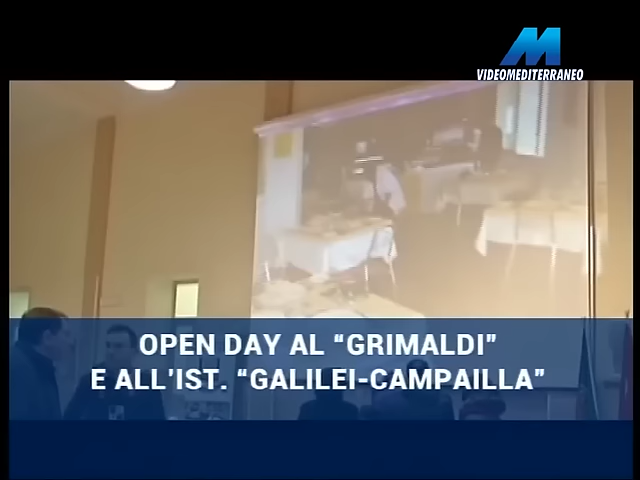 VIDEOMEDITERRANEO
OPEN DAY AL “GRIMALDI”
E ALL’IST. “GALILEI-CAMPAILLA”